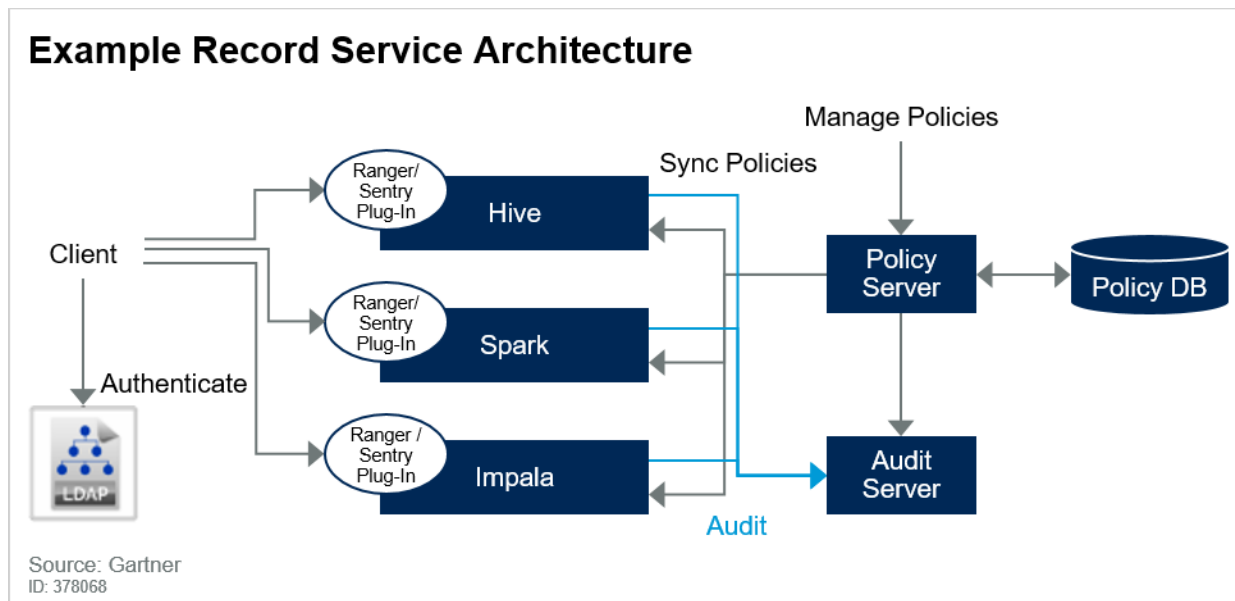 Example Record Service Architecture
Manage Policies
Sync Policies
Ranger/
Sentry
Plug-In
Hive
Client
Policy
Server
Policy DB
Ranger/
Sentry
Plug-In
Spark
Authenticate
LDAP
Ranger /
Sentry
Plug-In
Impala
Audit
Server
Audit
Source: Gartner
ID: 378068